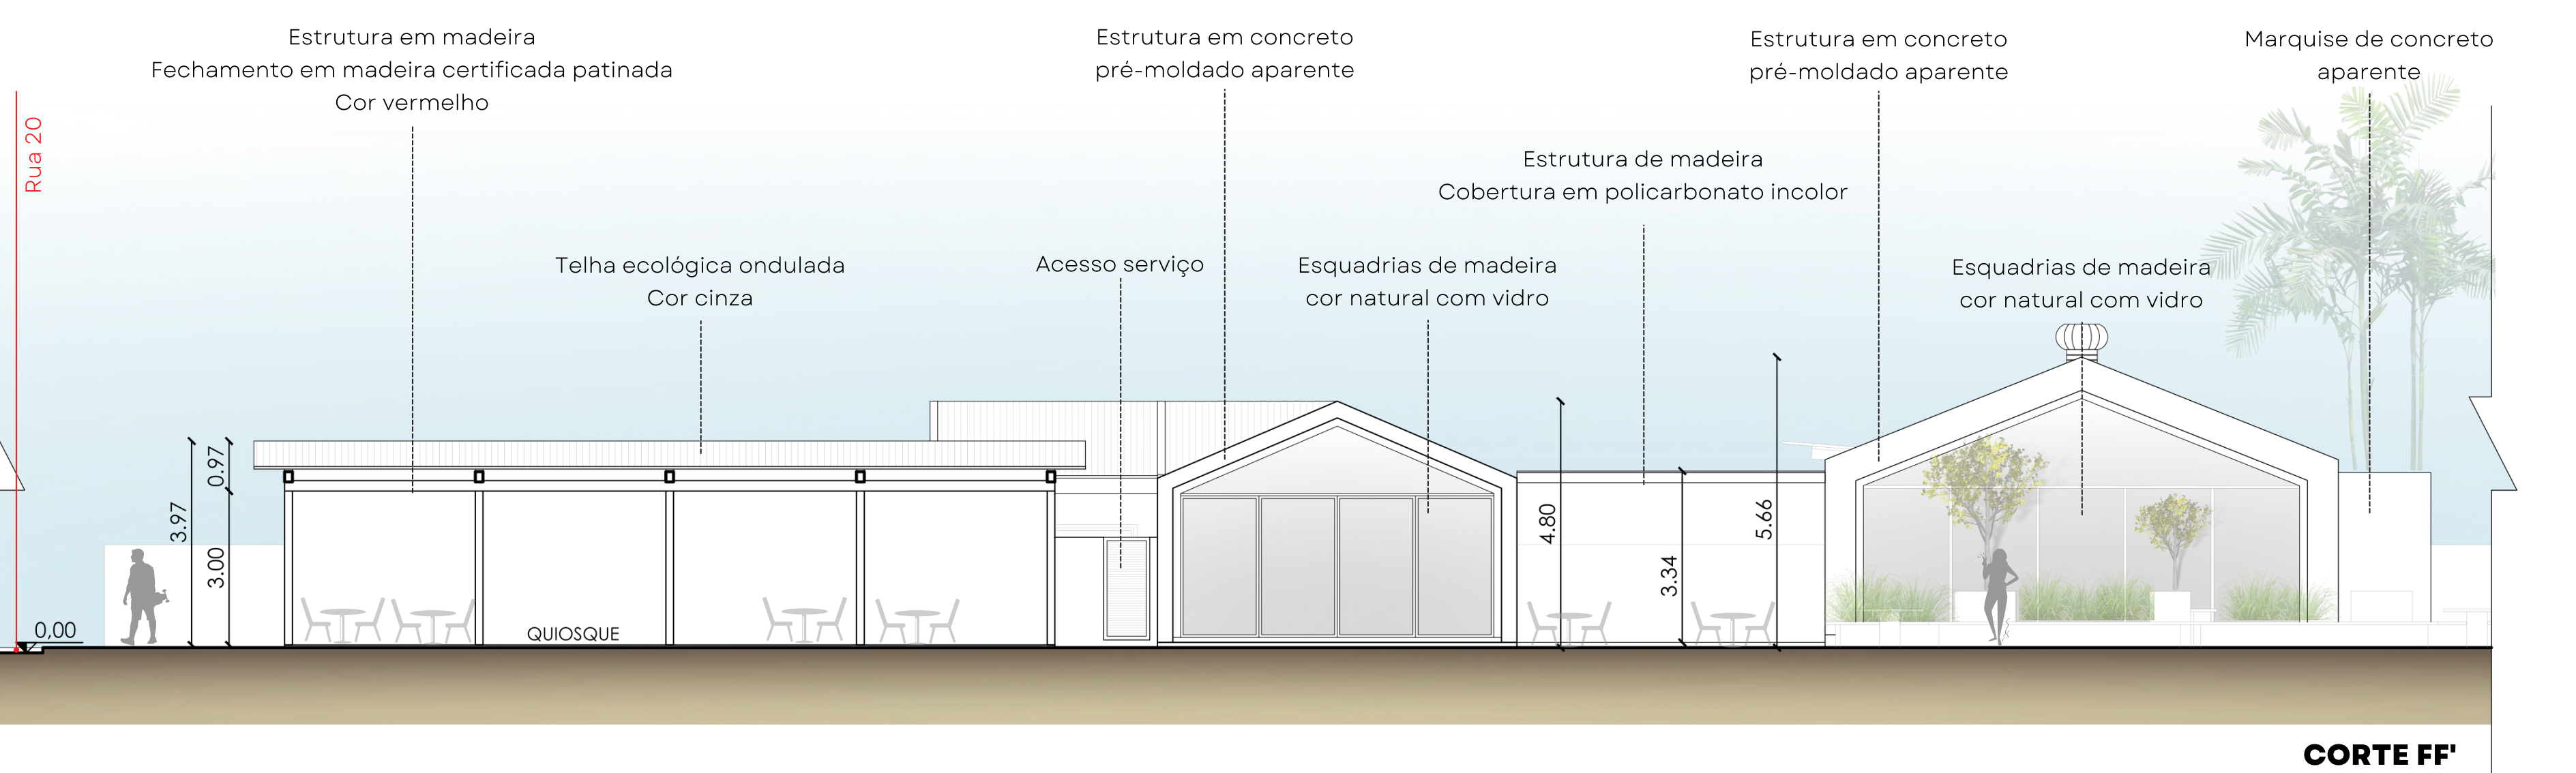 Estrutura em madeira
Fechamento em madeira certificada patinada
Cor vermelho
Estrutura em concreto
pré-moldado aparente
Estrutura em concreto
pré-moldado aparente
Marquise de concreto
aparente
Rua 20
Estrutura de madeira
Cobertura em policarbonato incolor
Telha ecológica ondulada
Cor cinza
Acesso serviço
Esquadrias de madeira
cor natural com vidro
Esquadrias de madeira
cor natural com vidro
3.97
0.97
3.00
4.80
3.34
5.66
0,00
QUIOSQUE
CORTE FF'